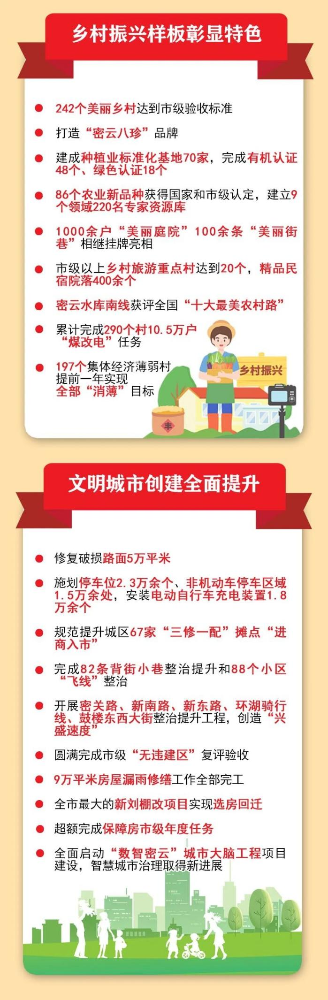 乡村振兴样板彰显特色
242个美丽乡村达到市级验收标准
打造“密云八珍”品牌
建成种植业标准化基地70家，完成有机认证
48个、绿色认证18个
86个农业新品种获得国家和市级认定，建立9
个领域220名专家资源库
1000余户“美丽庭院”100余条“美丽街
巷”相继挂牌亮相
市级以上乡村旅游重点村达到20个，精品民
宿院落400余个
密云水库南线获评全国“十大最美农村路”
累计完成290个村10.5万户
“煤改电”任务
197个集体经济薄弱村
提前一年实现
全部“消薄”目标
乡村振兴
丰
文明城市创建全面提升
修复破损路面5万平米
施划停车位2.3万余个、非机动车停车区域
1.5万余处，安装电动自行车充电装置1.8
万余个
规范提升城区67家“三修一配”摊点“进
商入市”
完成82条背街小巷整治提升和88个小区
“飞线”整治
开展密关路、新南路、新东路、环湖骑行
线、鼓楼东西大街整治提升工程，创造“兴
盛速度”
圆满完成市级“无违建区”复评验收
9万平米房屋漏雨修缮工作全部完工
全市最大的新刘棚改项目实现选房回迁
超额完成保障房市级年度任务
全面启动“数智密云”城市大脑工程项目
建设，智慧城市治理取得新进展